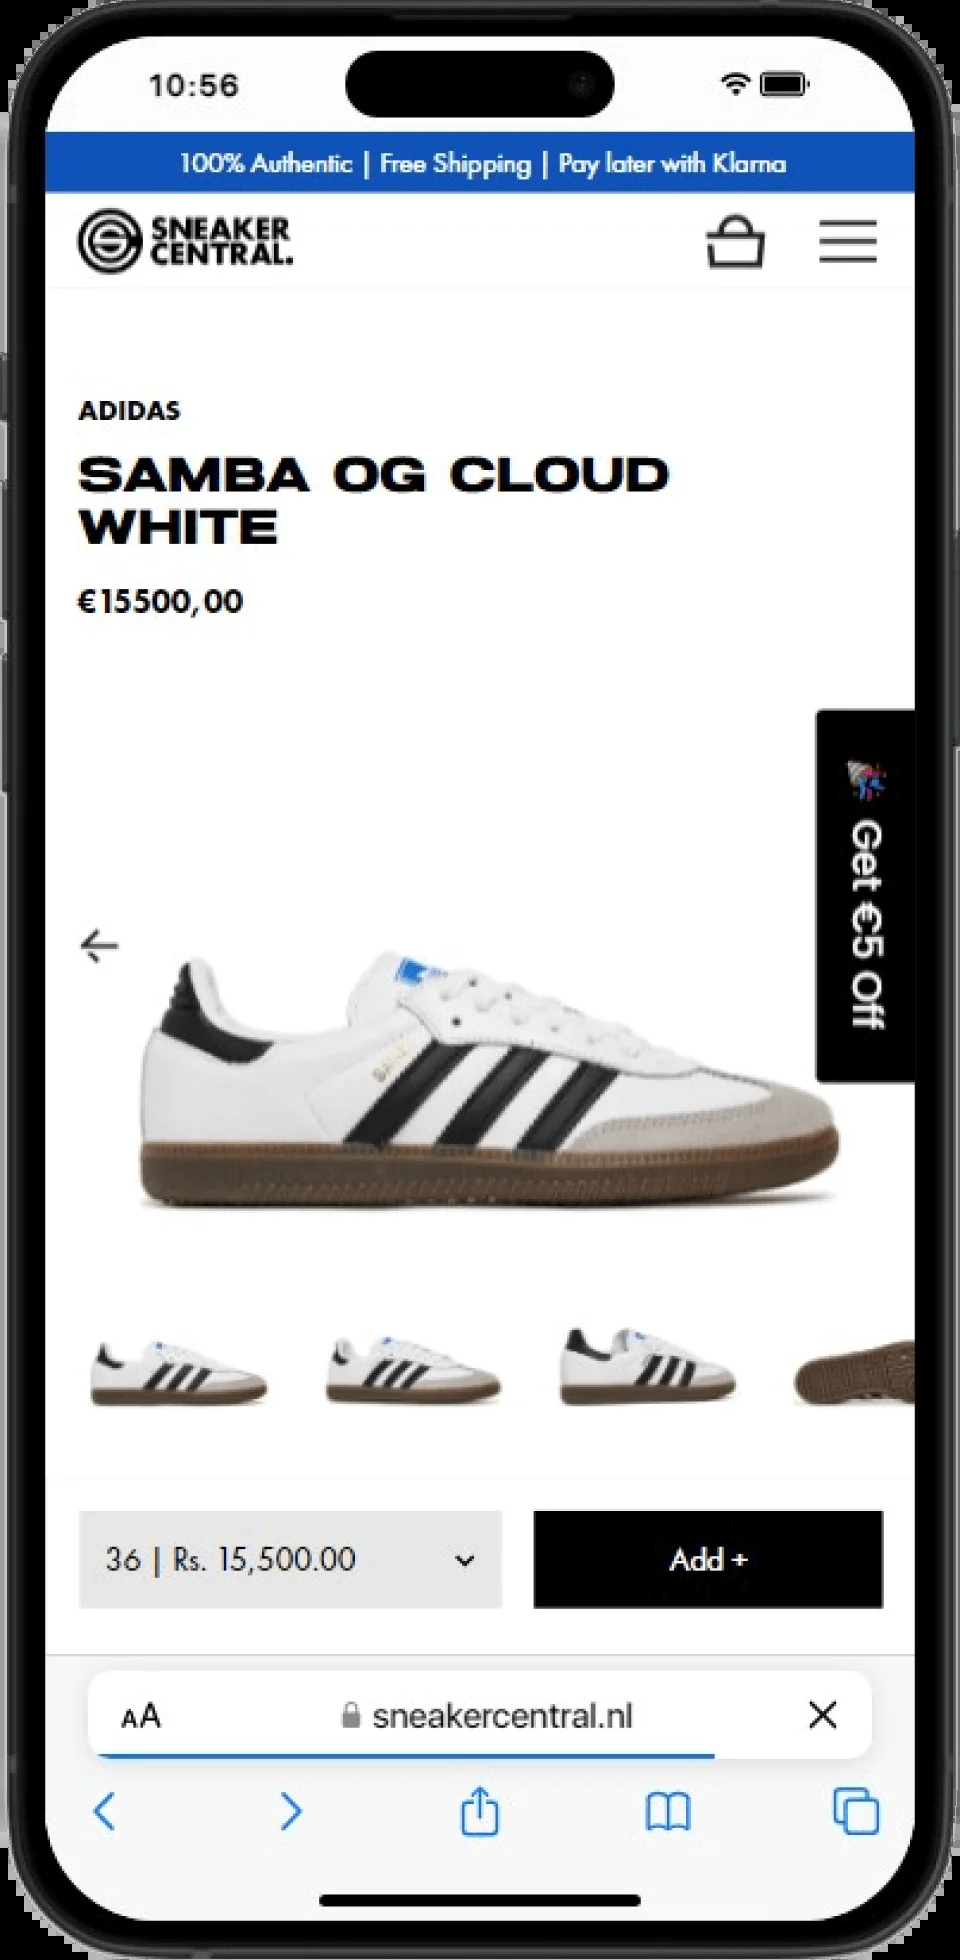 10:56
100% Authentic | Free Shipping | Pay later with Klarna
SNEAKER
CENTRAL.
ADIDAS
SAMBA OG CLOUD
WHITE
€15500,00
Get €5 Off
36 | Rs. 15,500.00
Add +
AA
sneakercentral.nl